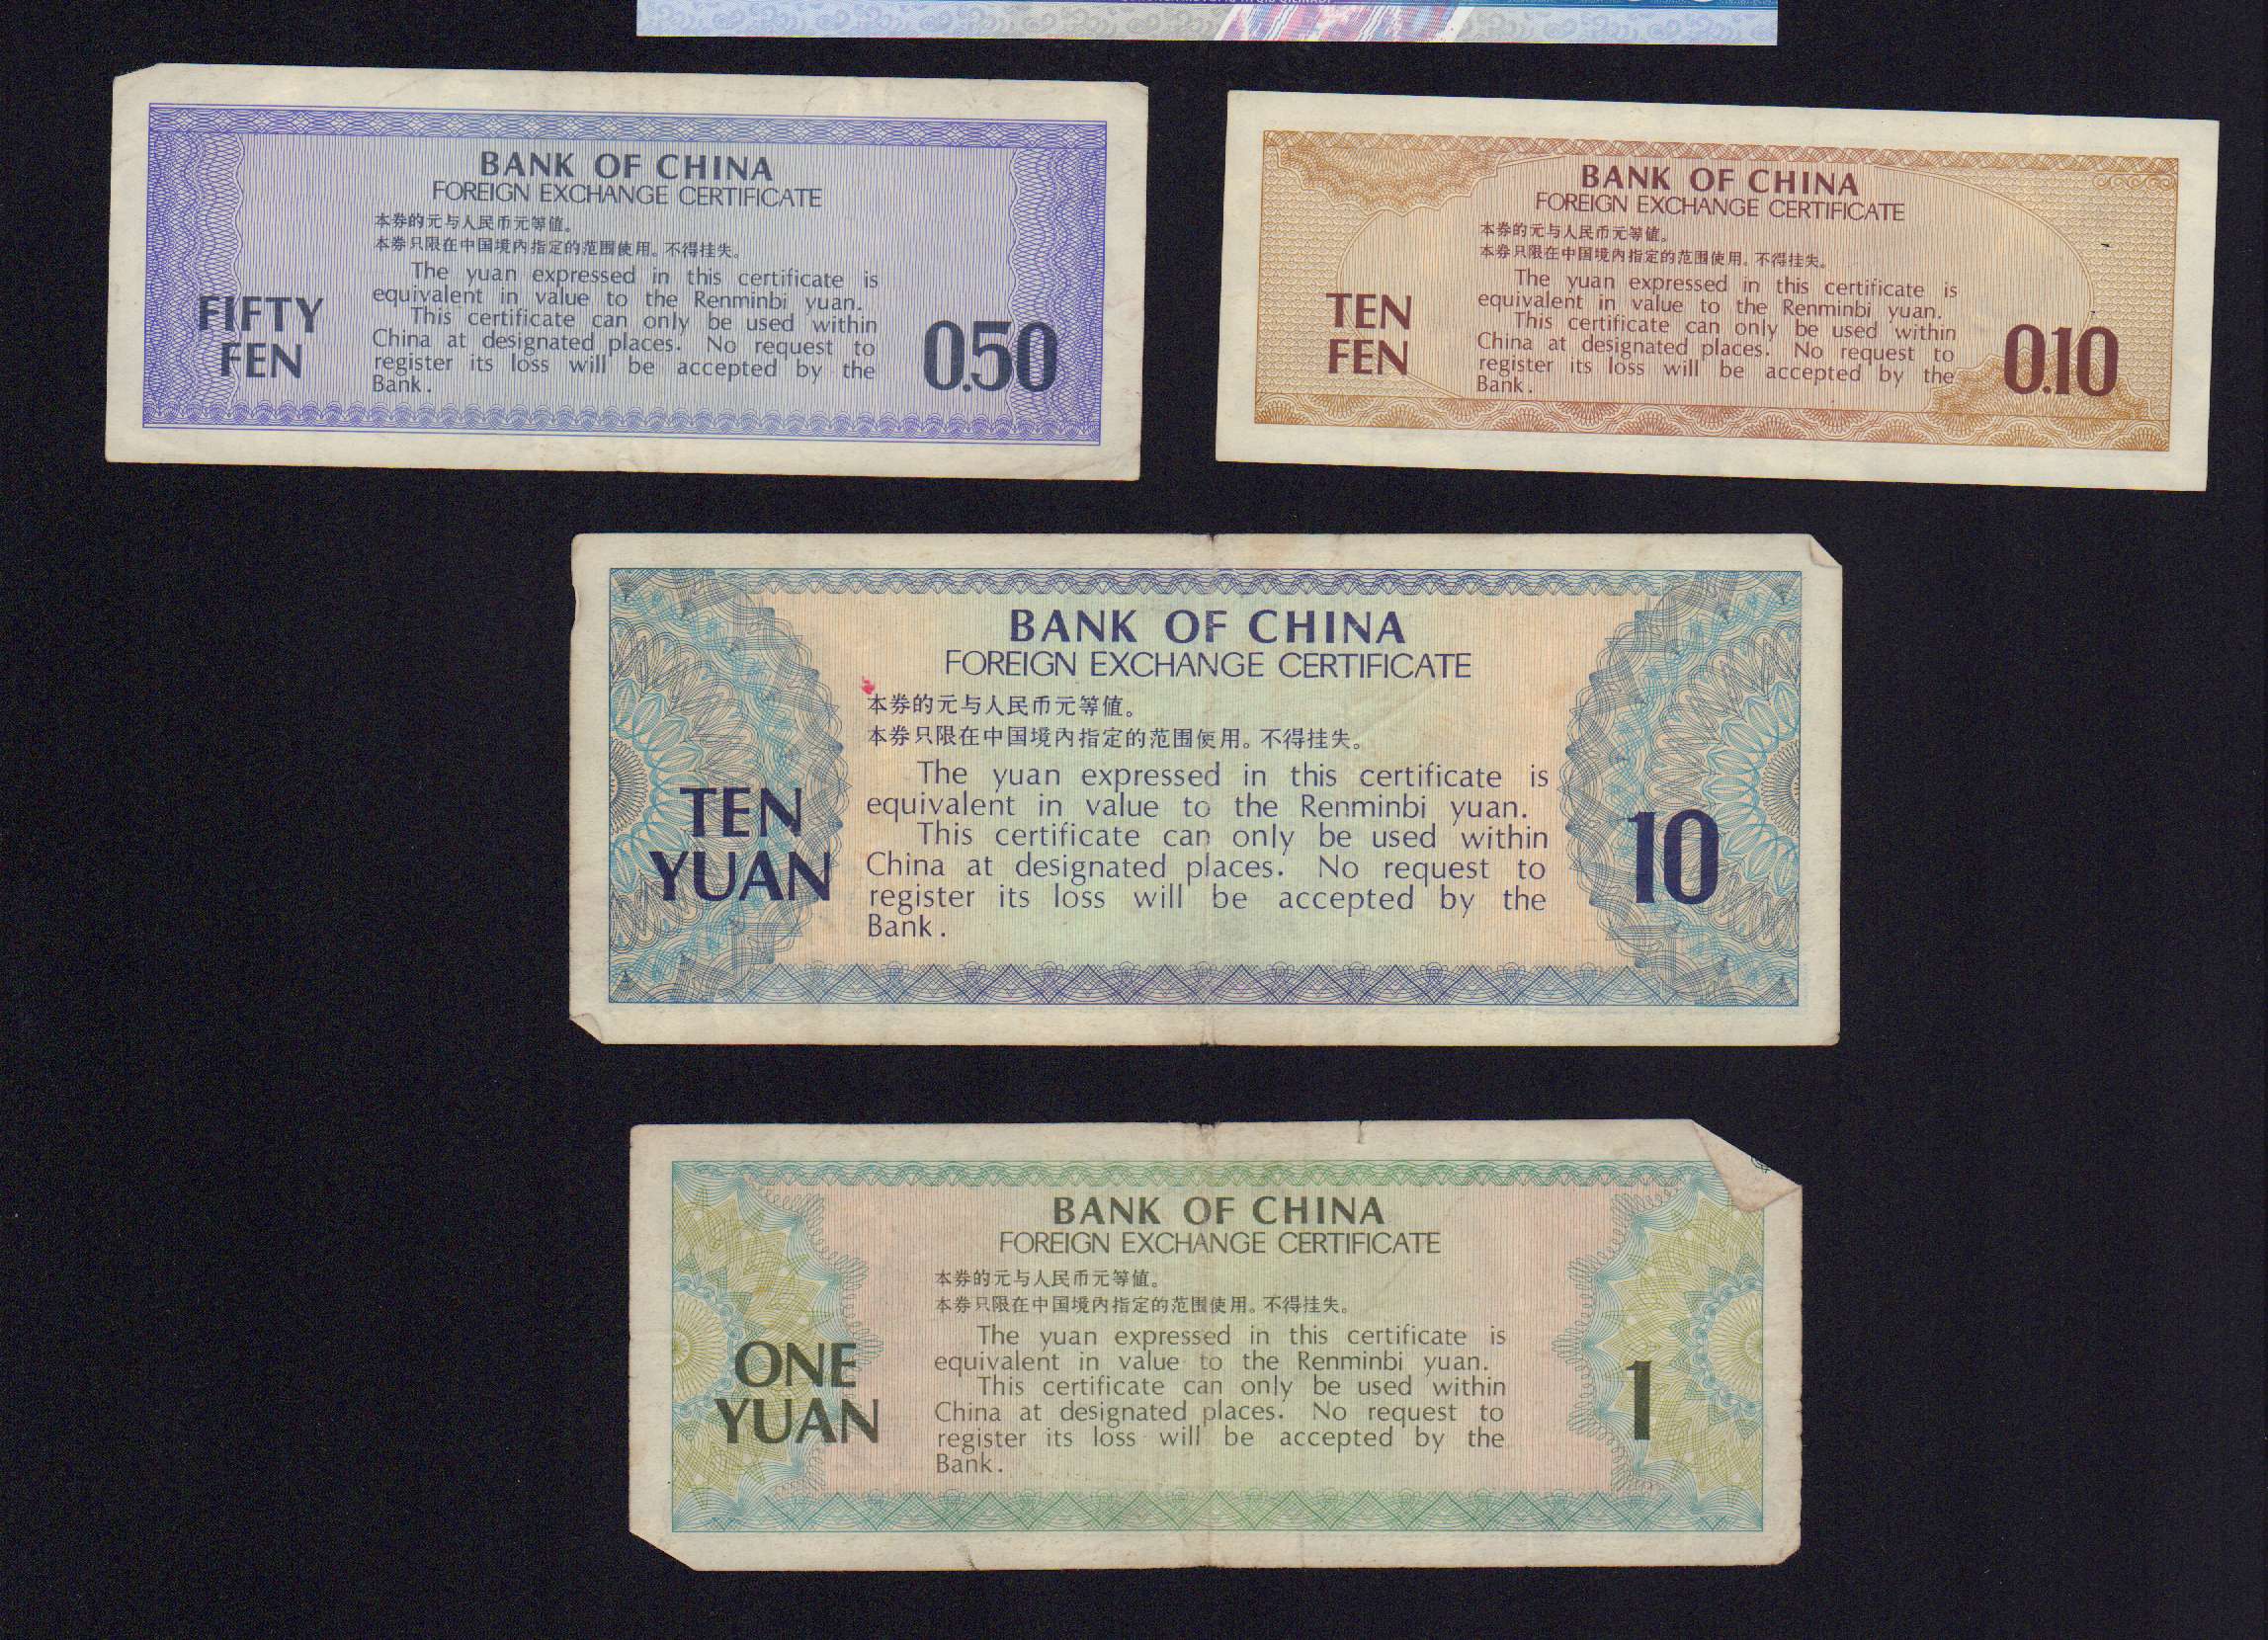 BANK OF CHINA
FOREIGN EXCHANGE CERTIFICATE
本券的元与人民币元等值。
本券只限在中国境内指定的范围使用。不得挂失。
The yuan expressed in this certificate is
equivalent in value to the Renminbi yuan.
This certificate can only be used within
China at designated places. No request to
register its loss will be accepted by the
Bank.
FIFTY
FEN
0.50
BANK OF CHINA
FOREIGN EXCHANGE CERTIFICATE
本券的元与人民币元等值。
本券只限在中国境内指定的范围使用。不得挂失。
The yuan expressed in this certificate is
equivalent in value to the Renminbi yuan.
This certificate can only be used within
China at designated places. No request to
register its loss will be accepted by the
Bank.
TEN
FEN
0.10
BANK OF CHINA
FOREIGN EXCHANGE CERTIFICATE
本券的元与人民币元等值。
本券只限在中国境内指定的范围使用。不得挂失。
The yuan expressed in this certificate is
equivalent in value to the Renminbi yuan.
This certificate can only be used within
China at designated places. No request to
register its loss will be accepted by the
Bank.
TEN
YUAN
10
BANK OF CHINA
FOREIGN EXCHANGE CERTIFICATE
本券的元与人民币元等值。
本券只限在中国境内指定的范围使用。不得挂失。
The yuan expressed in this certificate is
equivalent in value to the Renminbi yuan.
This certificate can only be used within
China at designated places. No request to
register its loss will be accepted by the
Bank.
ONE
YUAN
1